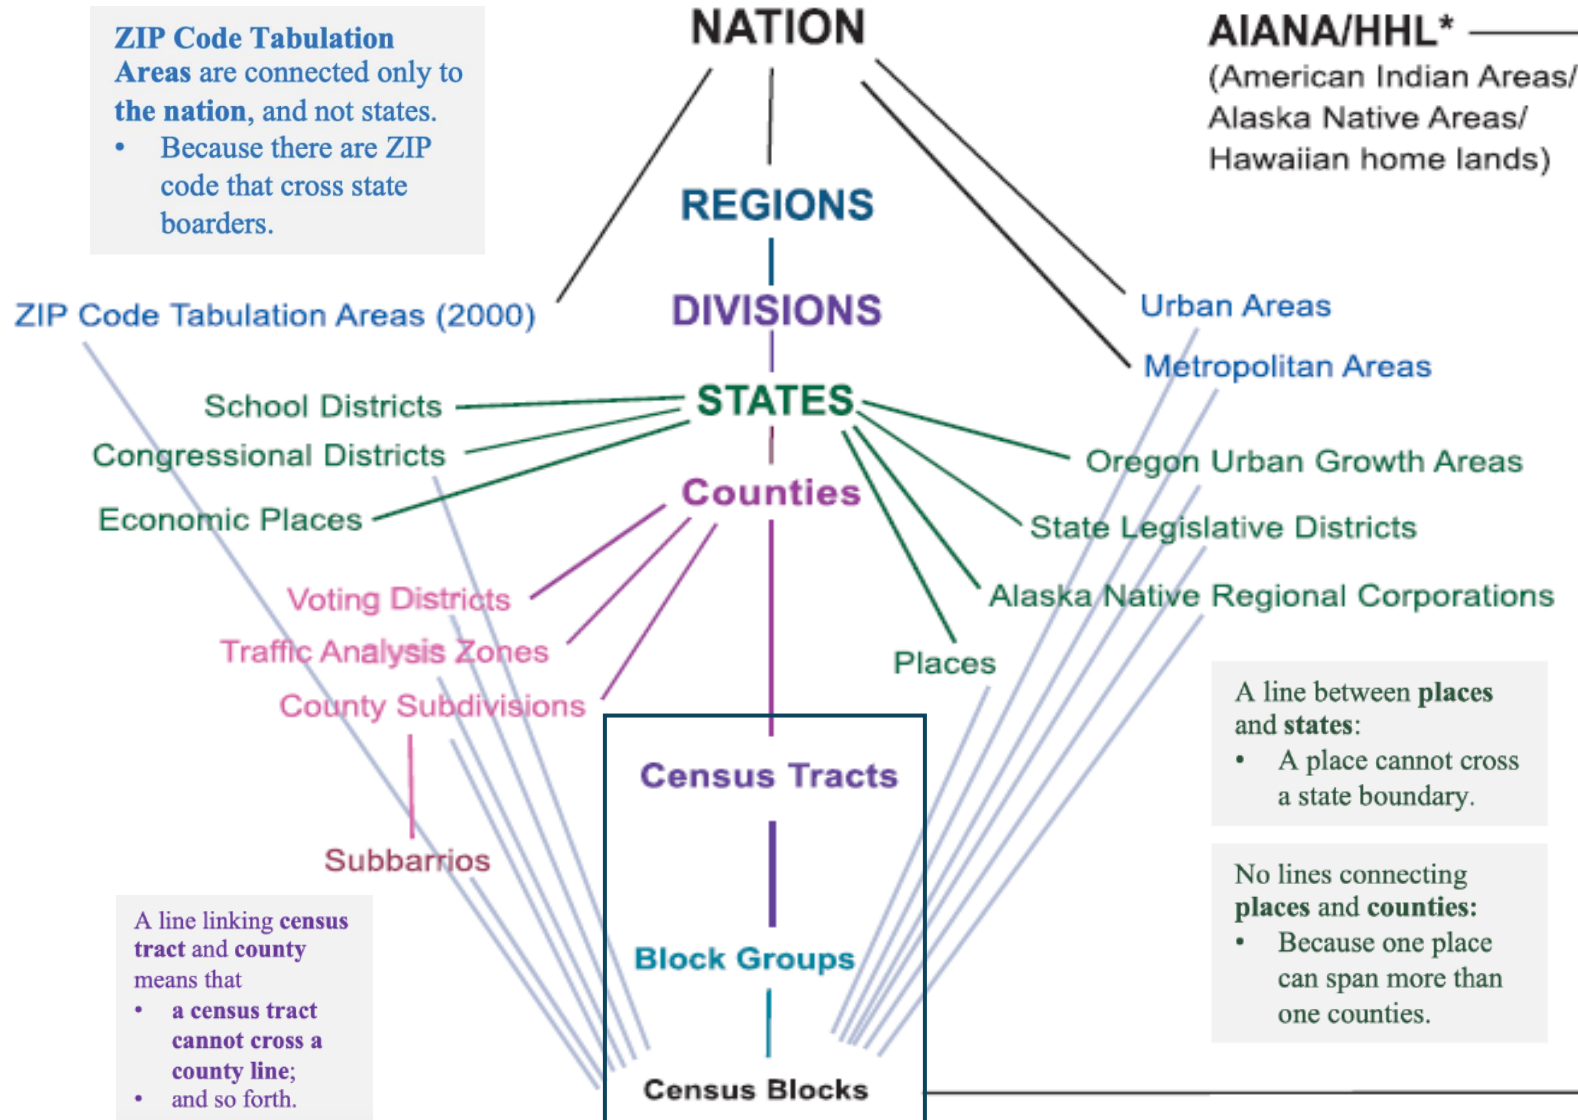 NATION
AIANA/HHL*
(American Indian Areas/
Alaska Native Areas/
Hawaiian home lands)
ZIP Code Tabulation
Areas are connected only to
the nation, and not states.
• Because there are ZIP
code that cross state
boarders.
REGIONS
ZIP Code Tabulation Areas (2000)
DIVISIONS
Urban Areas
Metropolitan Areas
School Districts
STATES
Congressional Districts
Oregon Urban Growth Areas
Economic Places
Counties
State Legislative Districts
Voting Districts
Alaska Native Regional Corporations
Traffic Analysis Zones
Places
County Subdivisions
A line between places
and states:
• A place cannot cross
a state boundary.
Census Tracts
Subbarrios
No lines connecting
places and counties:
• Because one place
can span more than
one counties.
A line linking census
tract and county
means that
• a census tract
cannot cross a
county line;
• and so forth.
Block Groups
Census Blocks